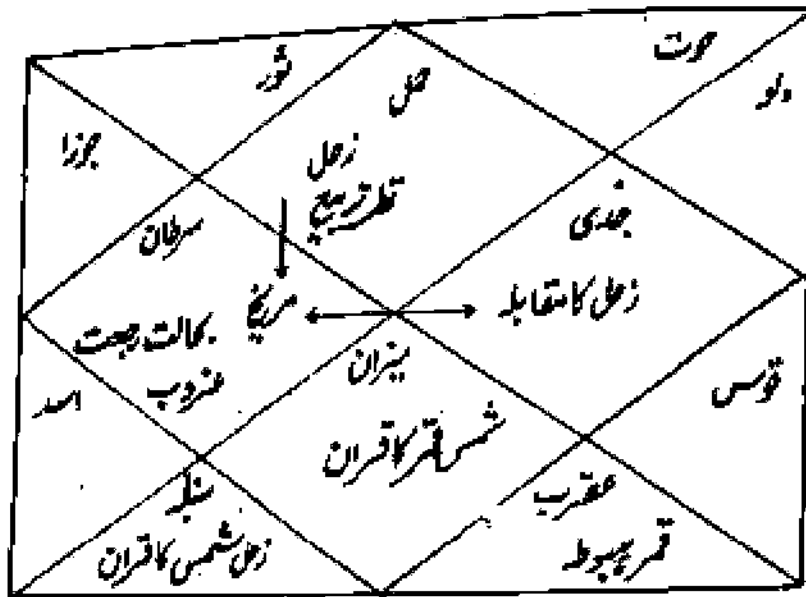 حوت
ثور
حمل
دلو
جوزا
زحل
نظر تربیع
سرطان
جدی
مریخ
زحل کا مقابلہ
بحالت رجعت
غروب
میزان
اسد
قوس
شمس قمر کا قران
سنبلہ
زحل شمس کا قران
عقرب
قمر ہبوط